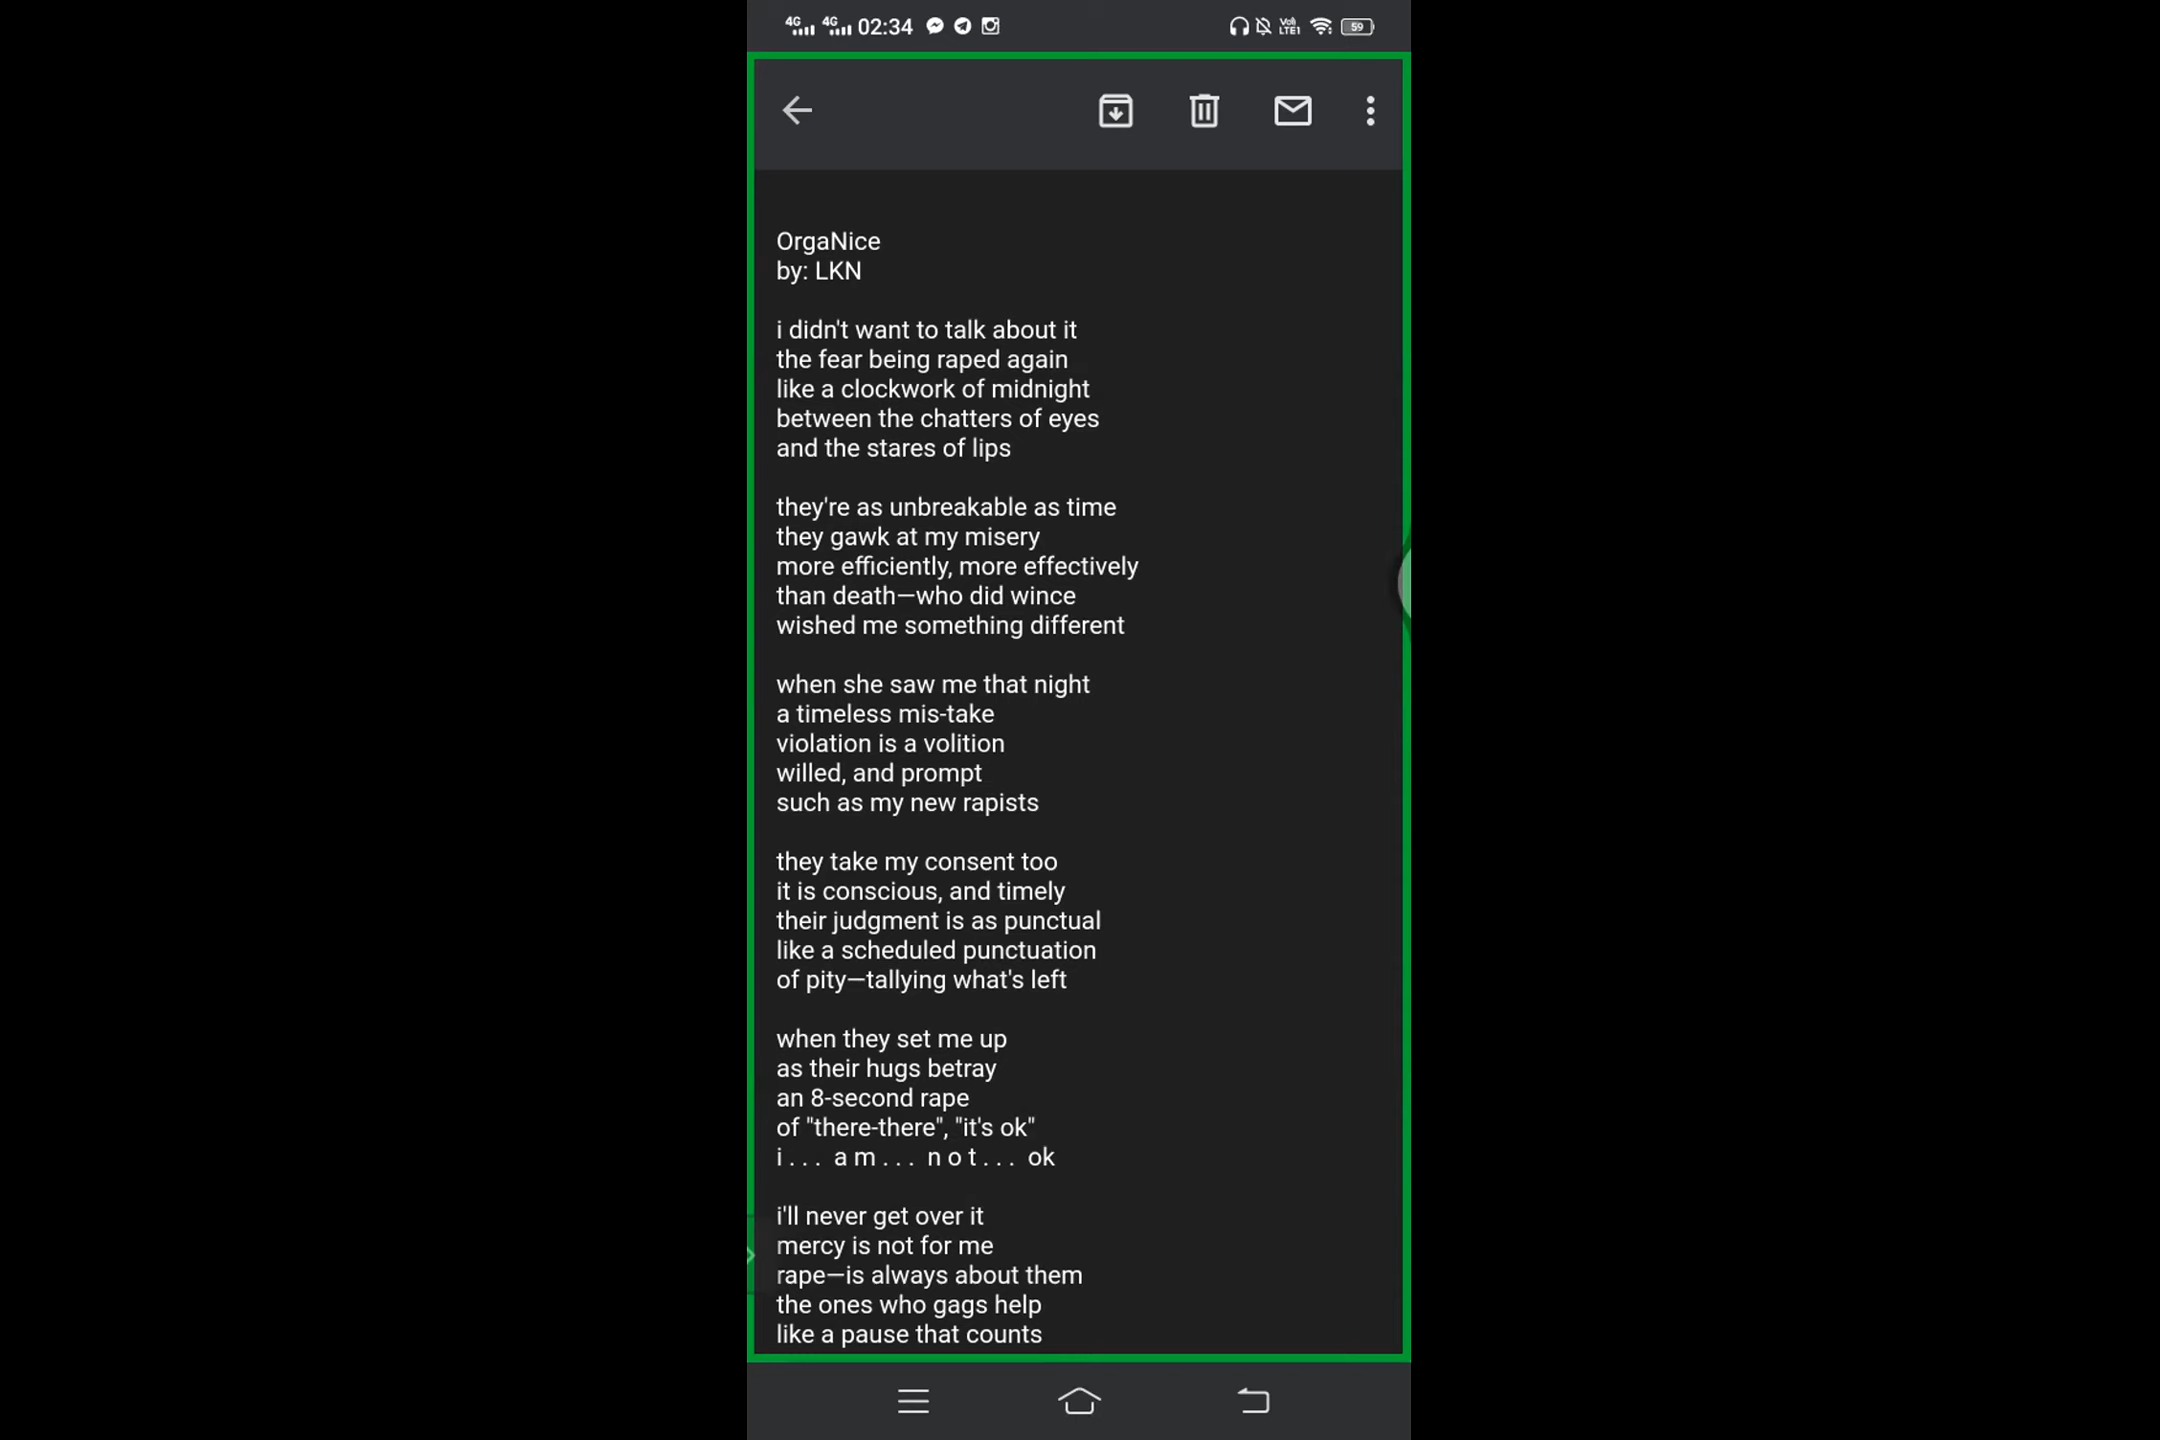 4G 4G 02:34
Vo) LTE1 59
OrgaNice
by: LKN
i didn't want to talk about it
the fear being raped again
like a clockwork of midnight
between the chatters of eyes
and the stares of lips
they're as unbreakable as time
they gawk at my misery
more efficiently, more effectively
than death—who did wince
wished me something different
when she saw me that night
a timeless mis-take
violation is a volition
willed, and prompt
such as my new rapists
they take my consent too
it is conscious, and timely
their judgment is as punctual
like a scheduled punctuation
of pity—tallying what's left
when they set me up
as their hugs betray
an 8-second rape
of "there-there", "it's ok"
i . . .  a m . . .  n o t . . .  ok
i'll never get over it
mercy is not for me
rape—is always about them
the ones who gags help
like a pause that counts